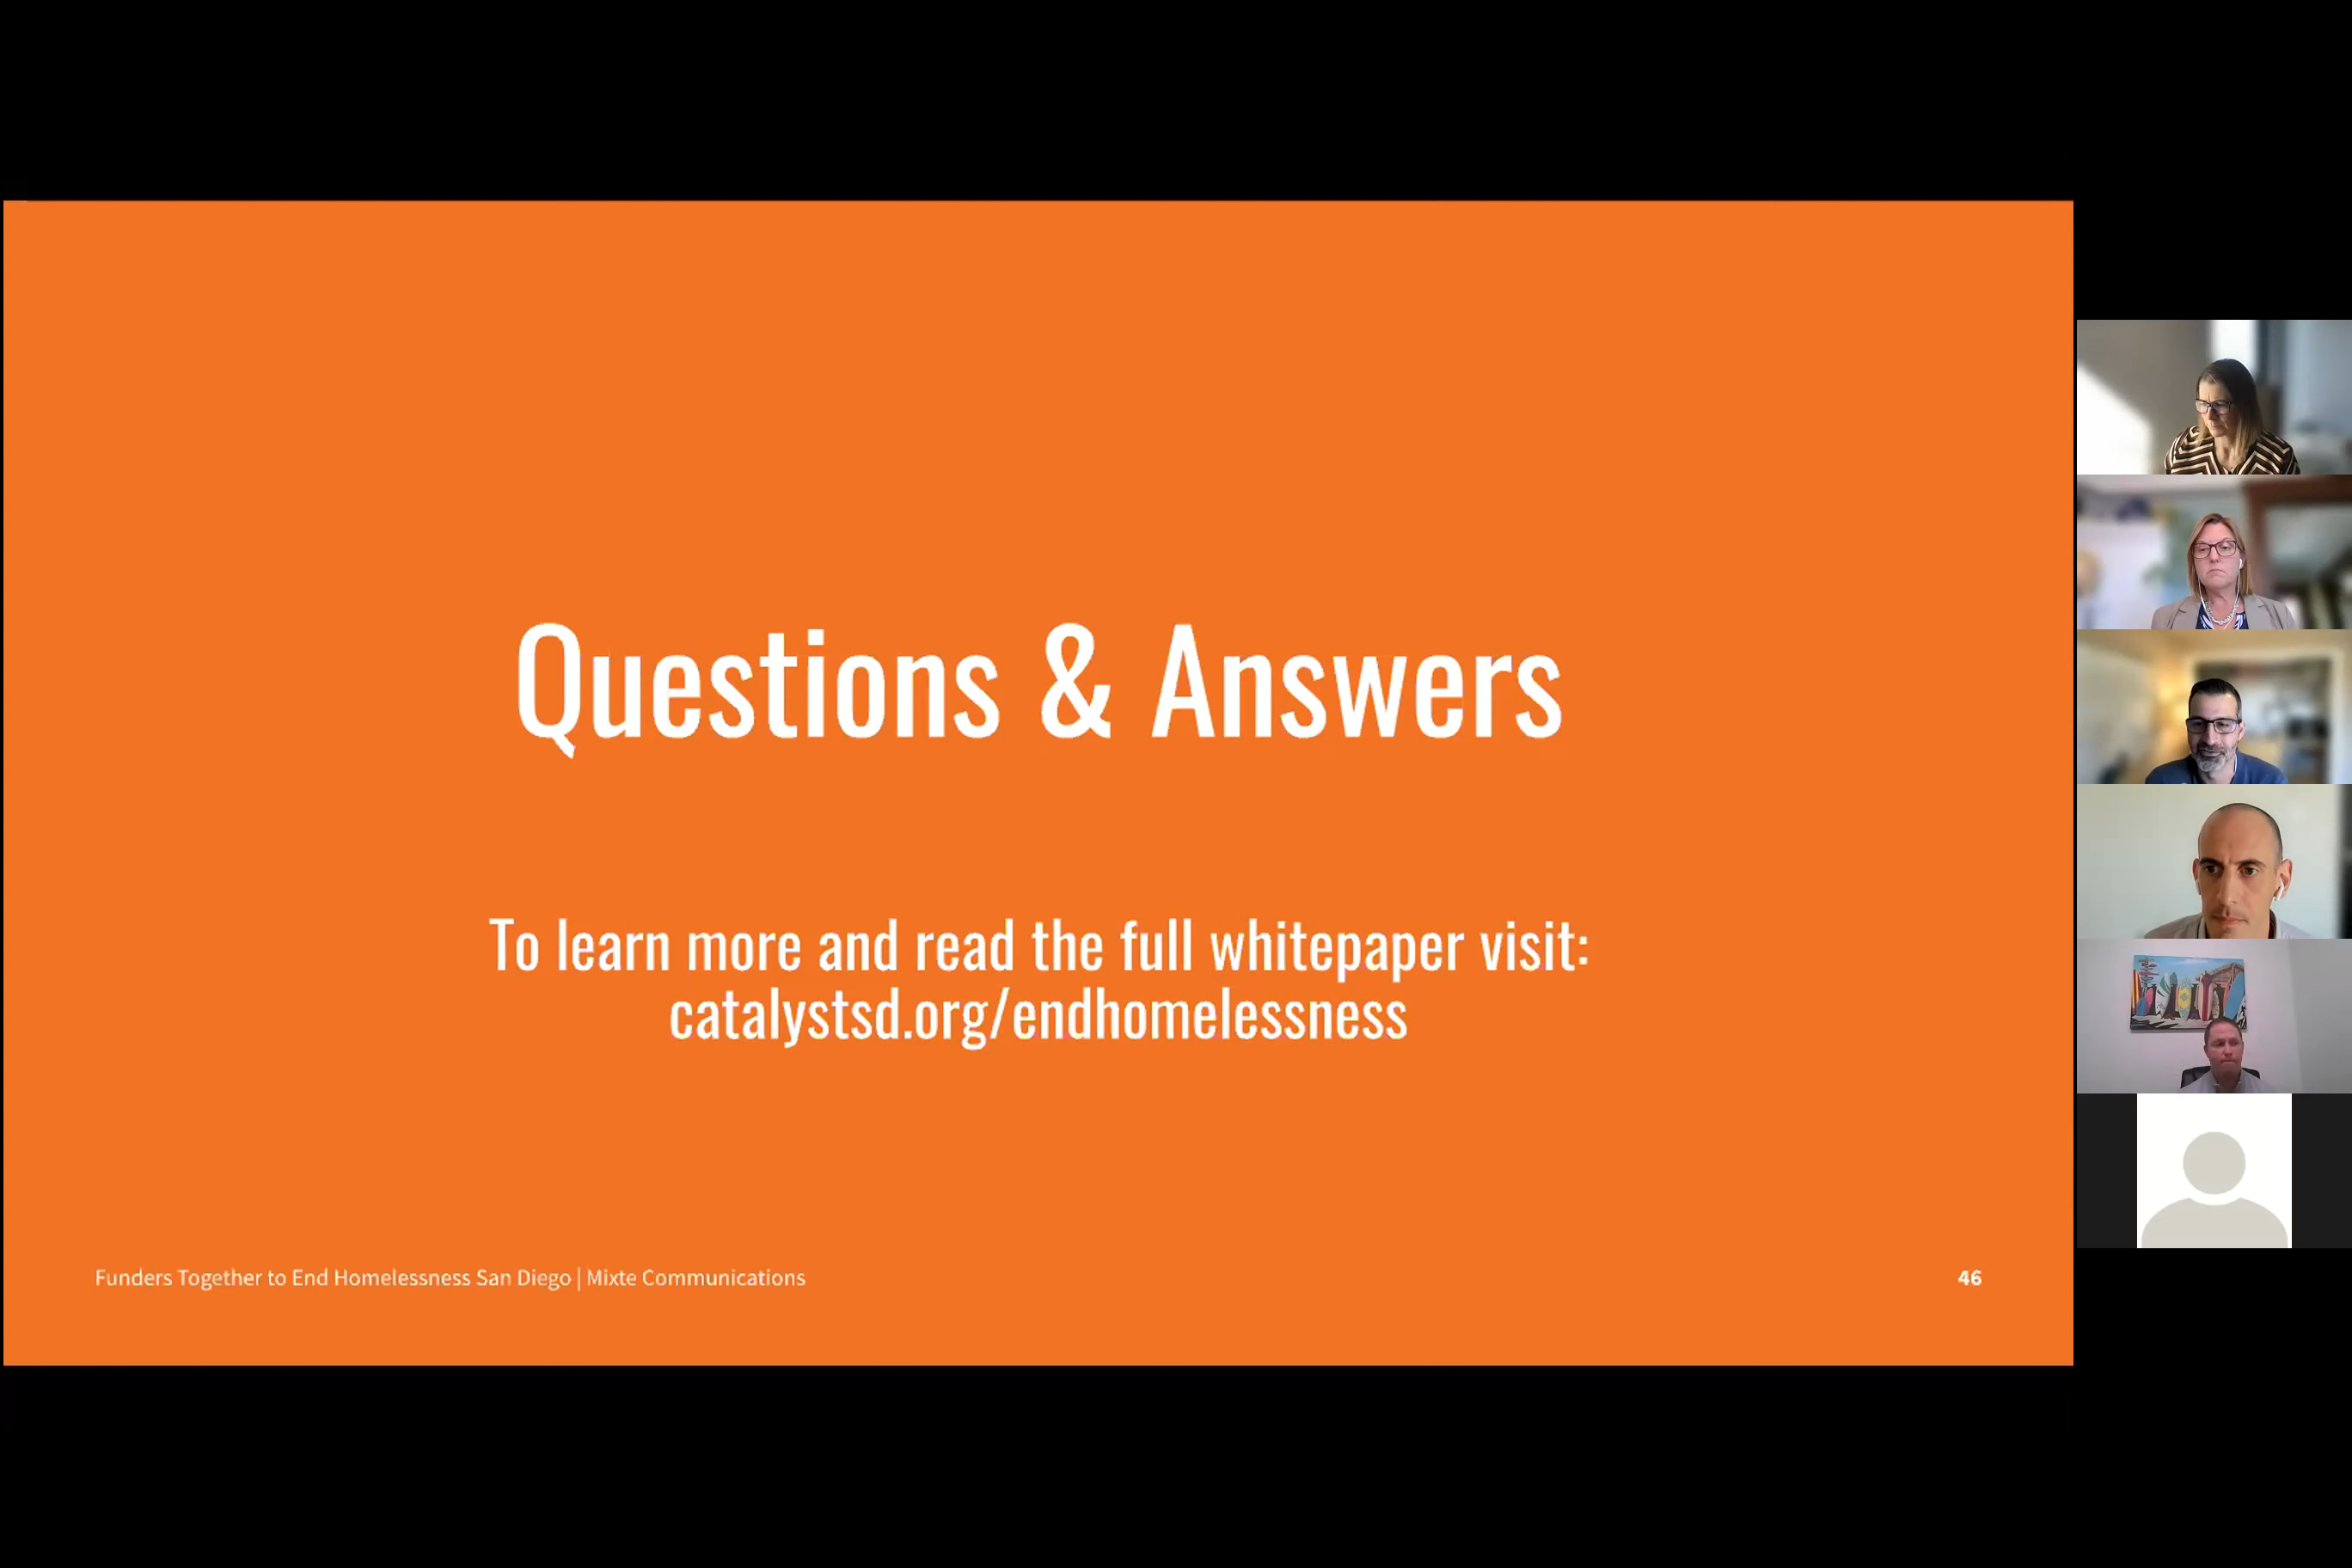 Questions & Answers
To learn more and read the full whitepaper visit:
catalystsd.org/endhomelessness
Funders Together to End Homelessness San Diego | Mixte Communications
46